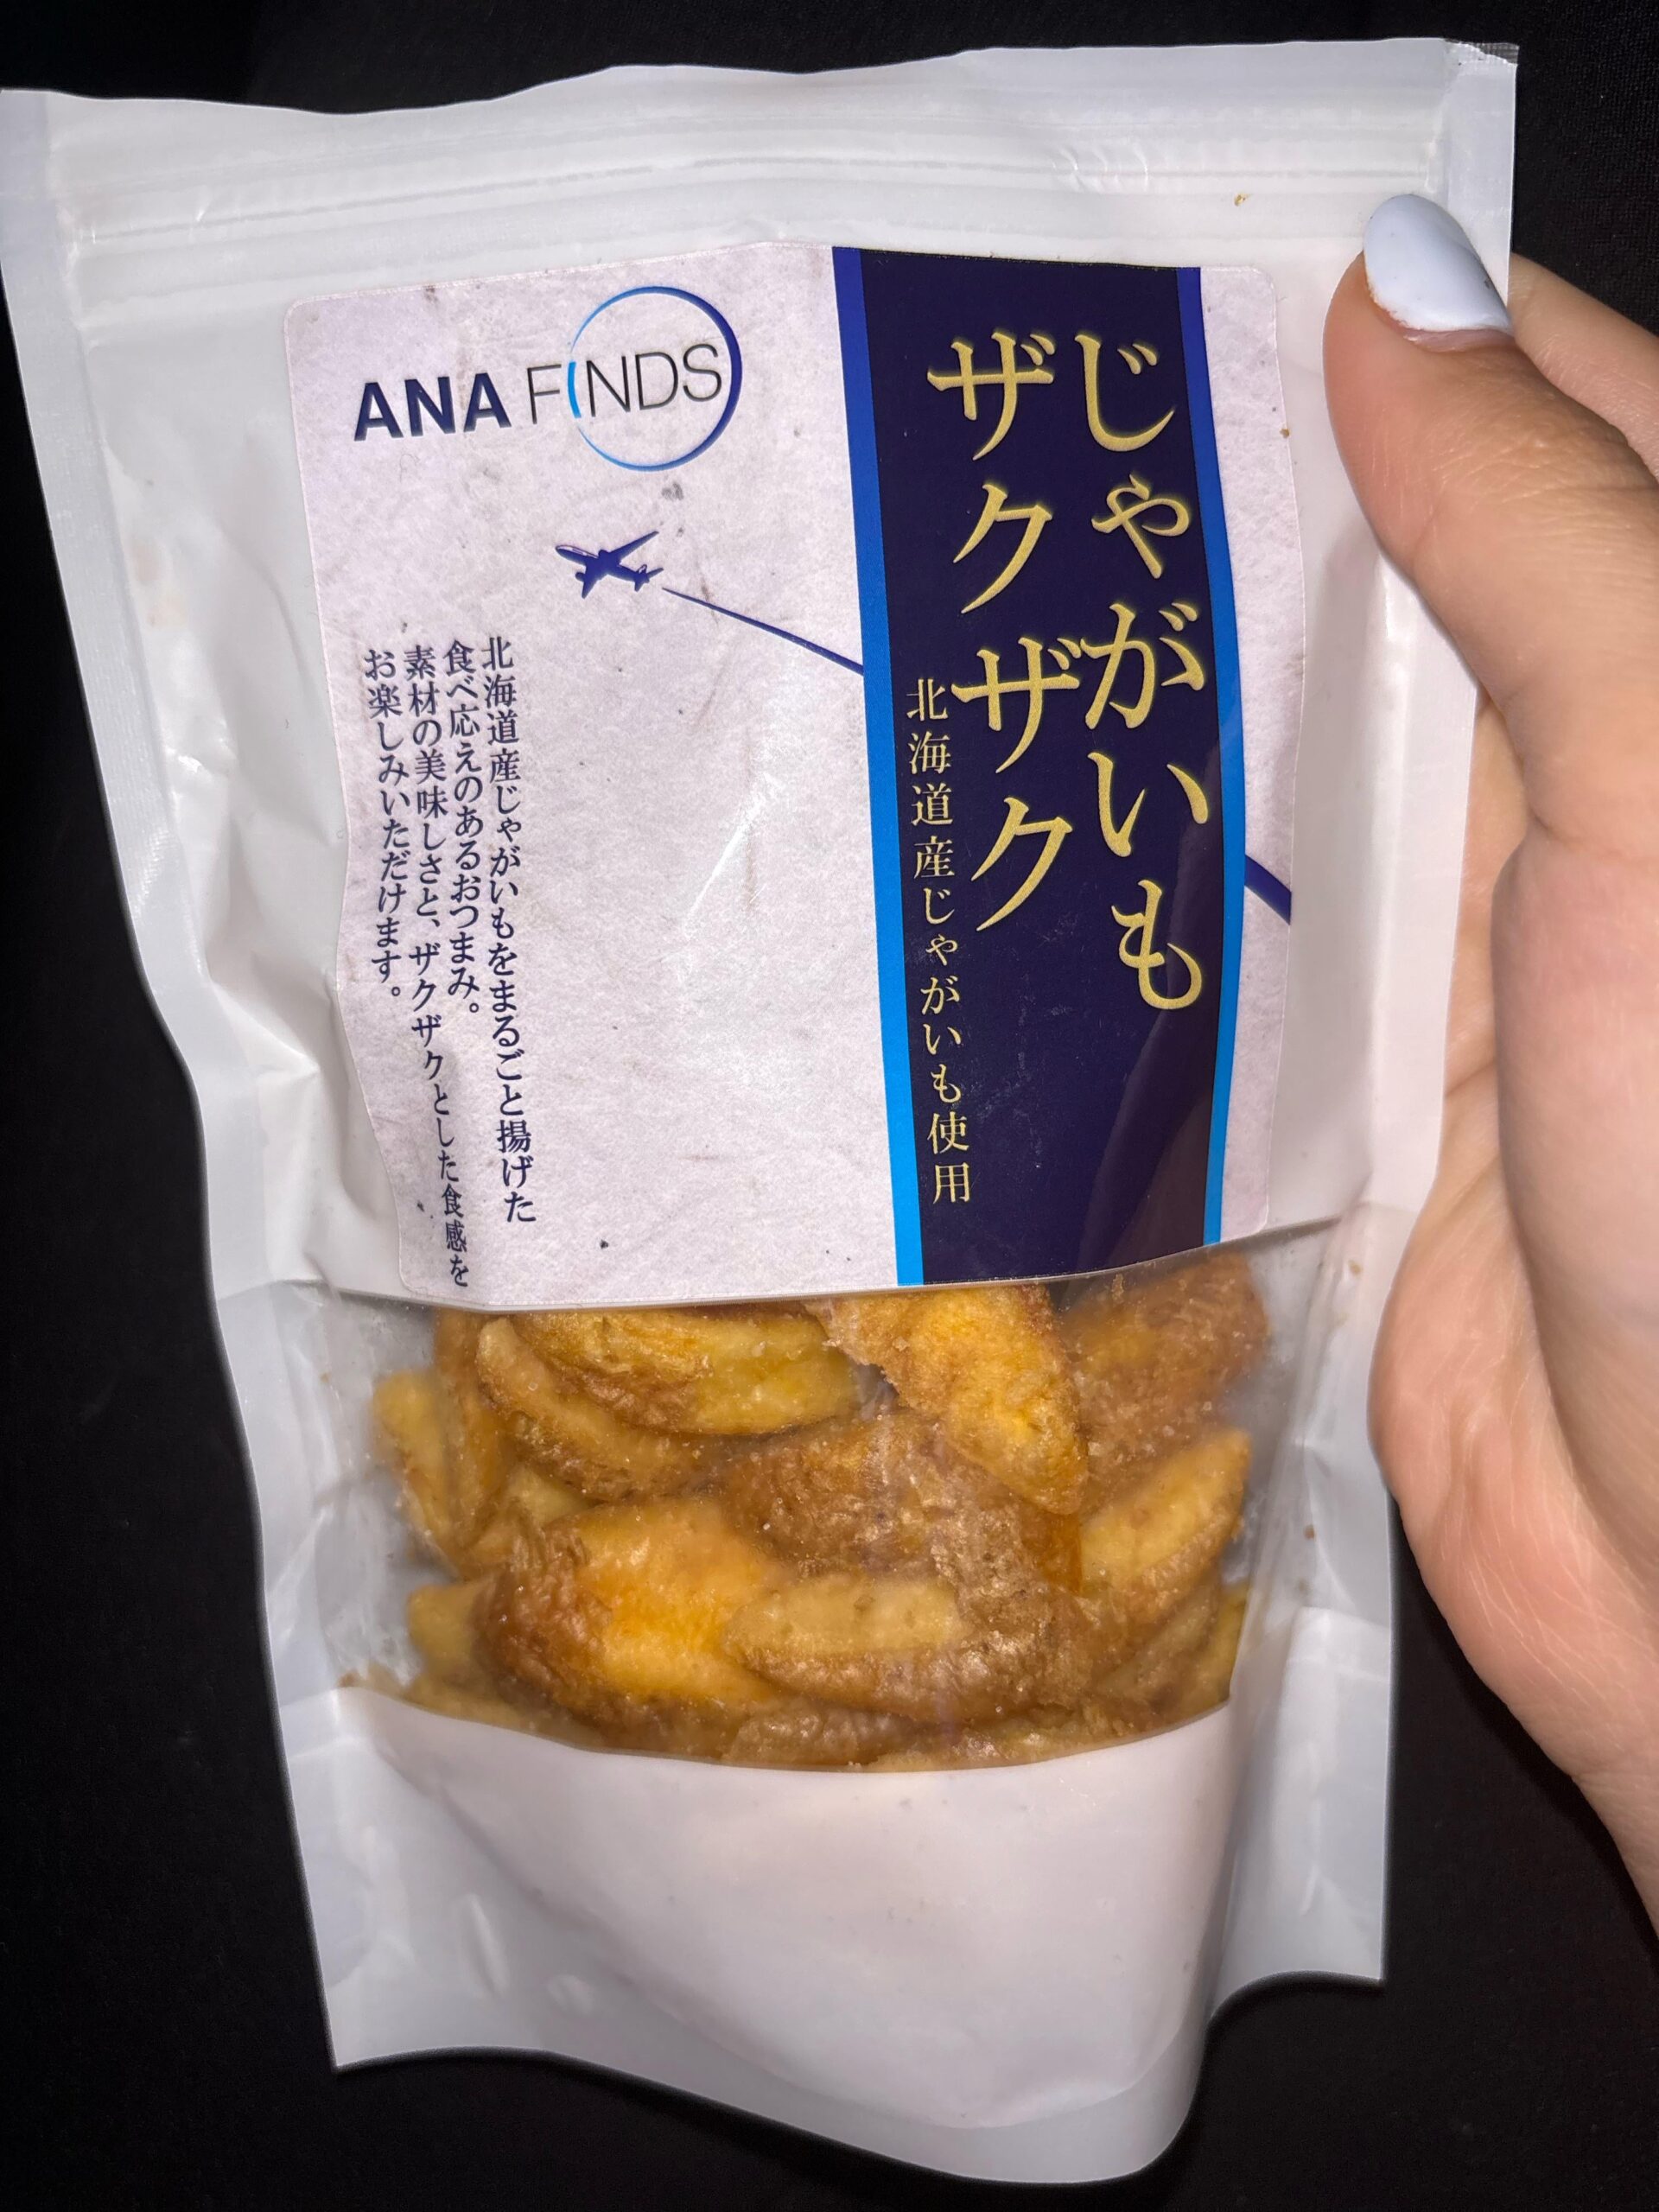 ANA FINDS
じゃがいも
ザクザク
北海道産じゃがいも使用
北海道産じゃがいもをまるごと揚げた
食べ応えのあるおつまみ。
素材の美味しさと、ザクザクとした食感を
お楽しみいただけます。